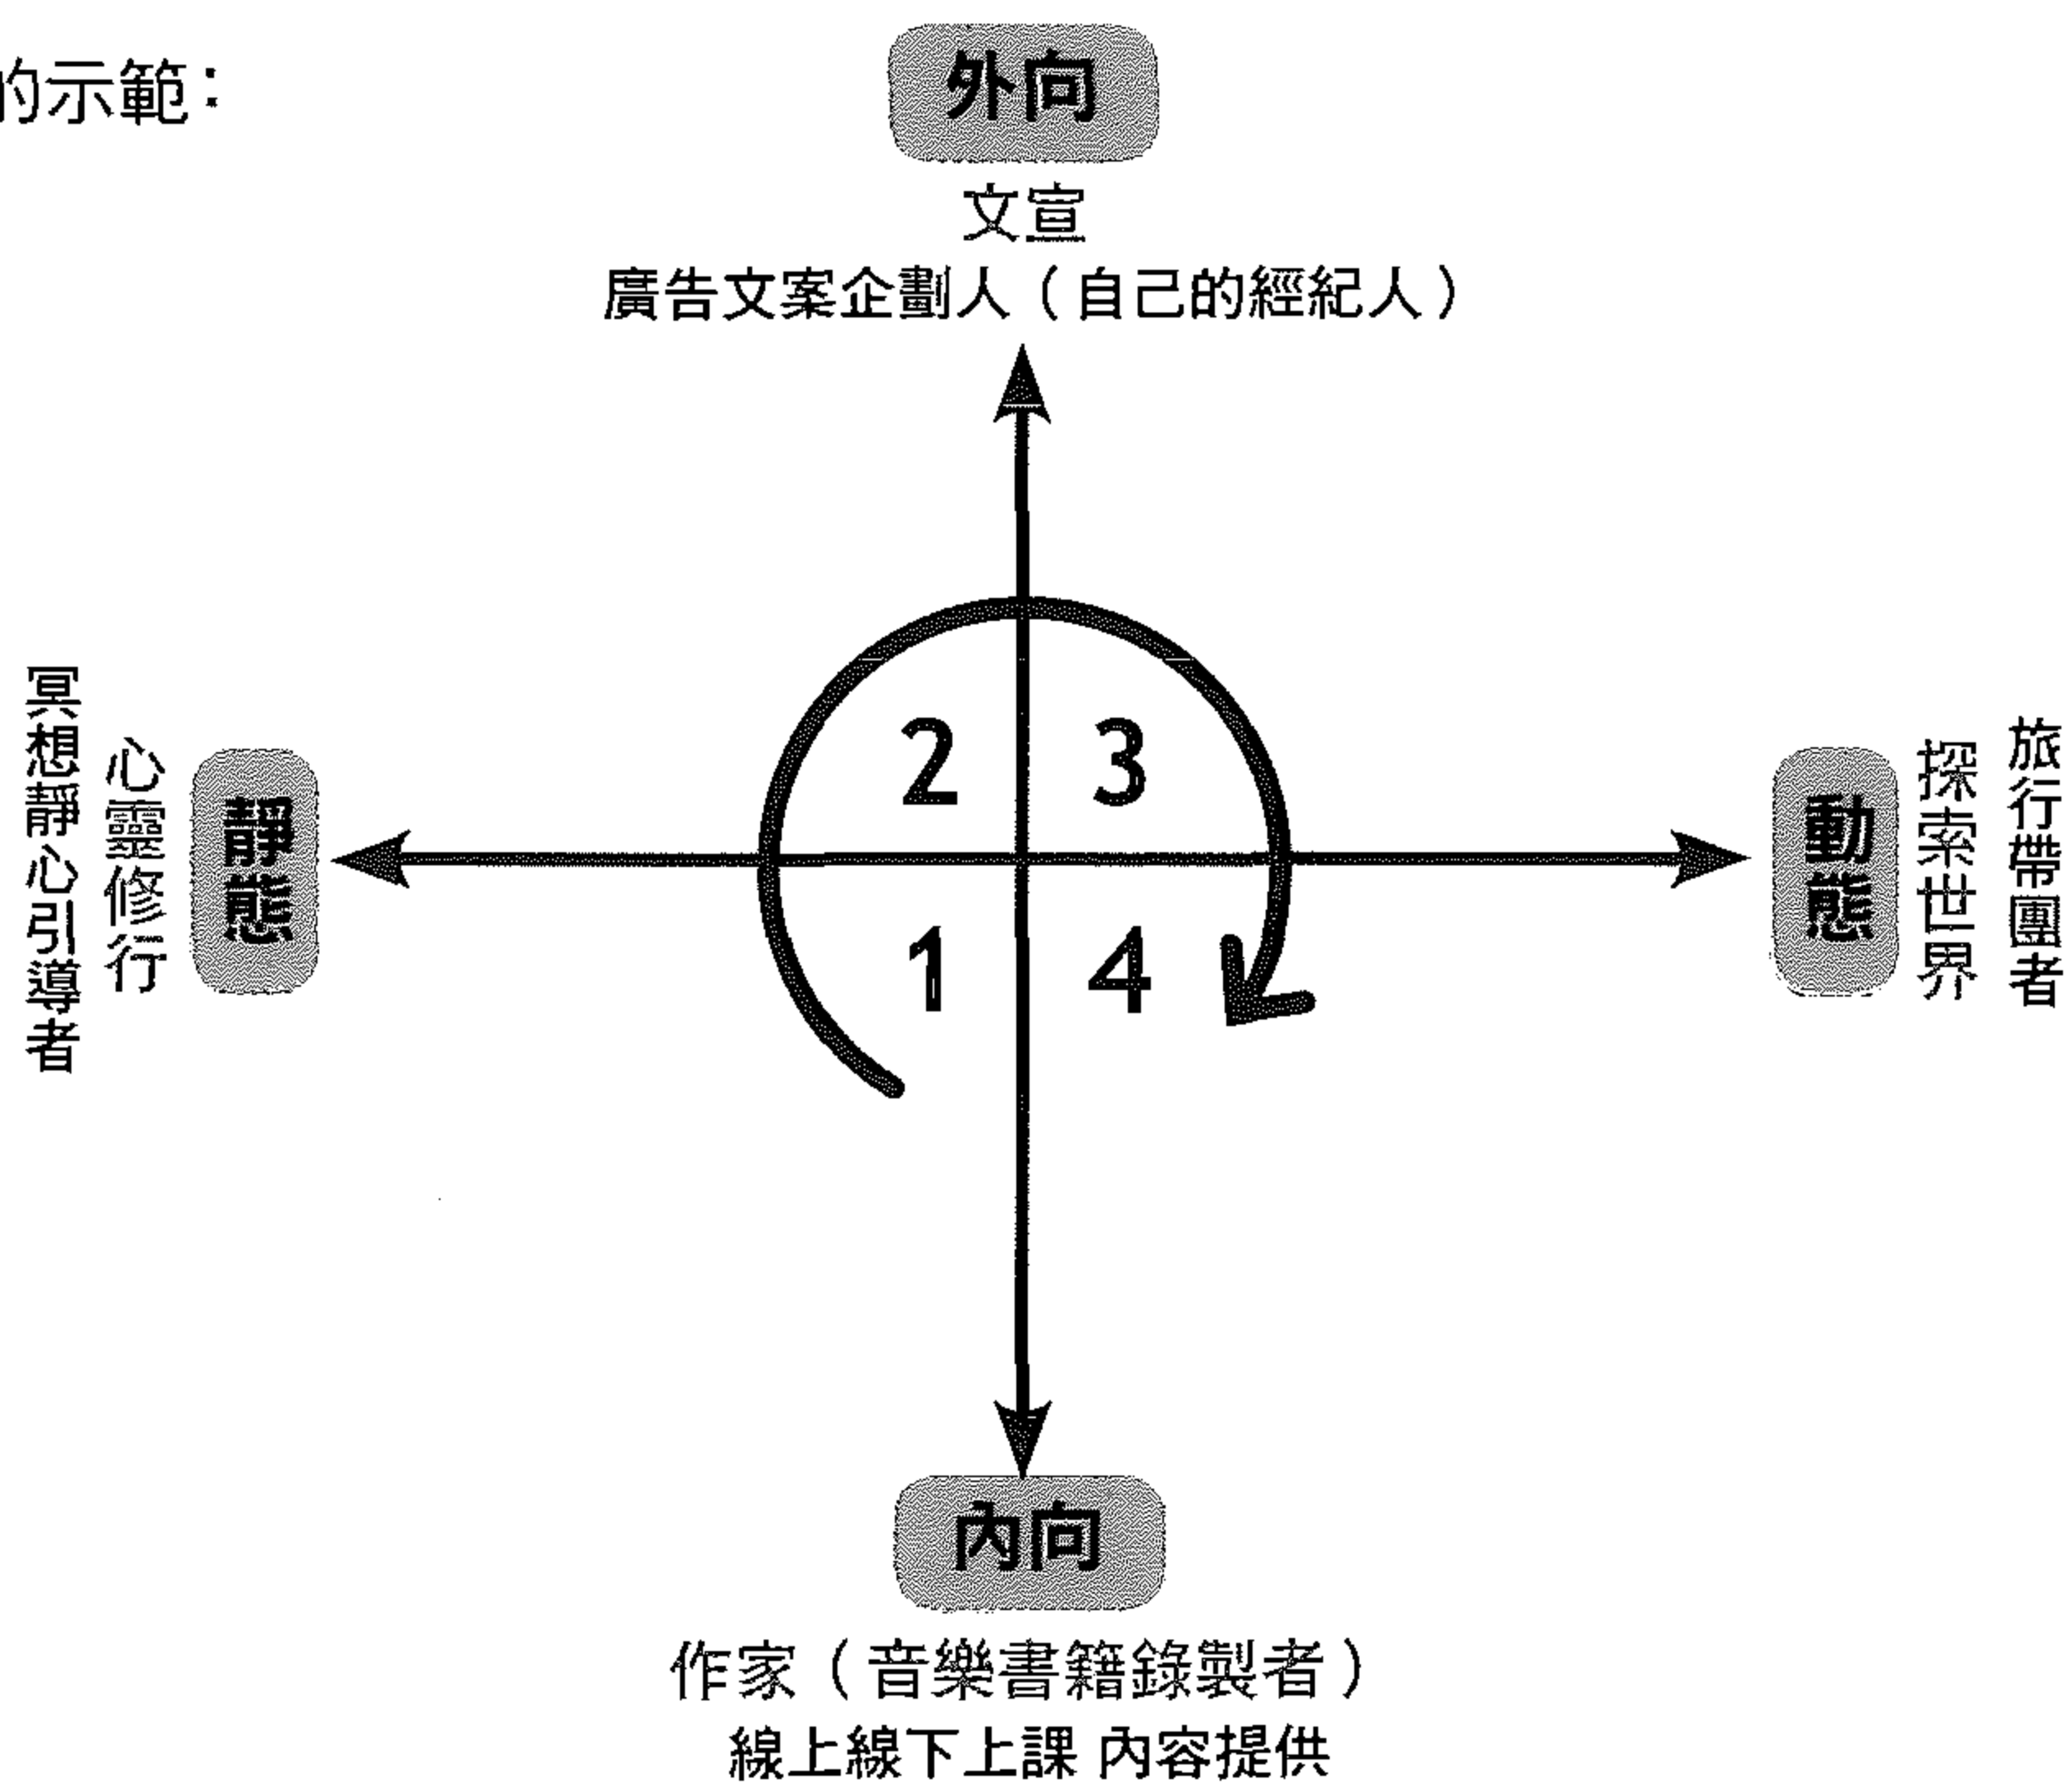 的示範：
外向
文宣
廣告文案企劃人（自己的經紀人）
冥想靜心引導者
心靈修行
靜態
2
3
1
4
動態
探索世界
旅行帶團者
內向
作家（音樂書籍錄製者）
線上線下上課 內容提供